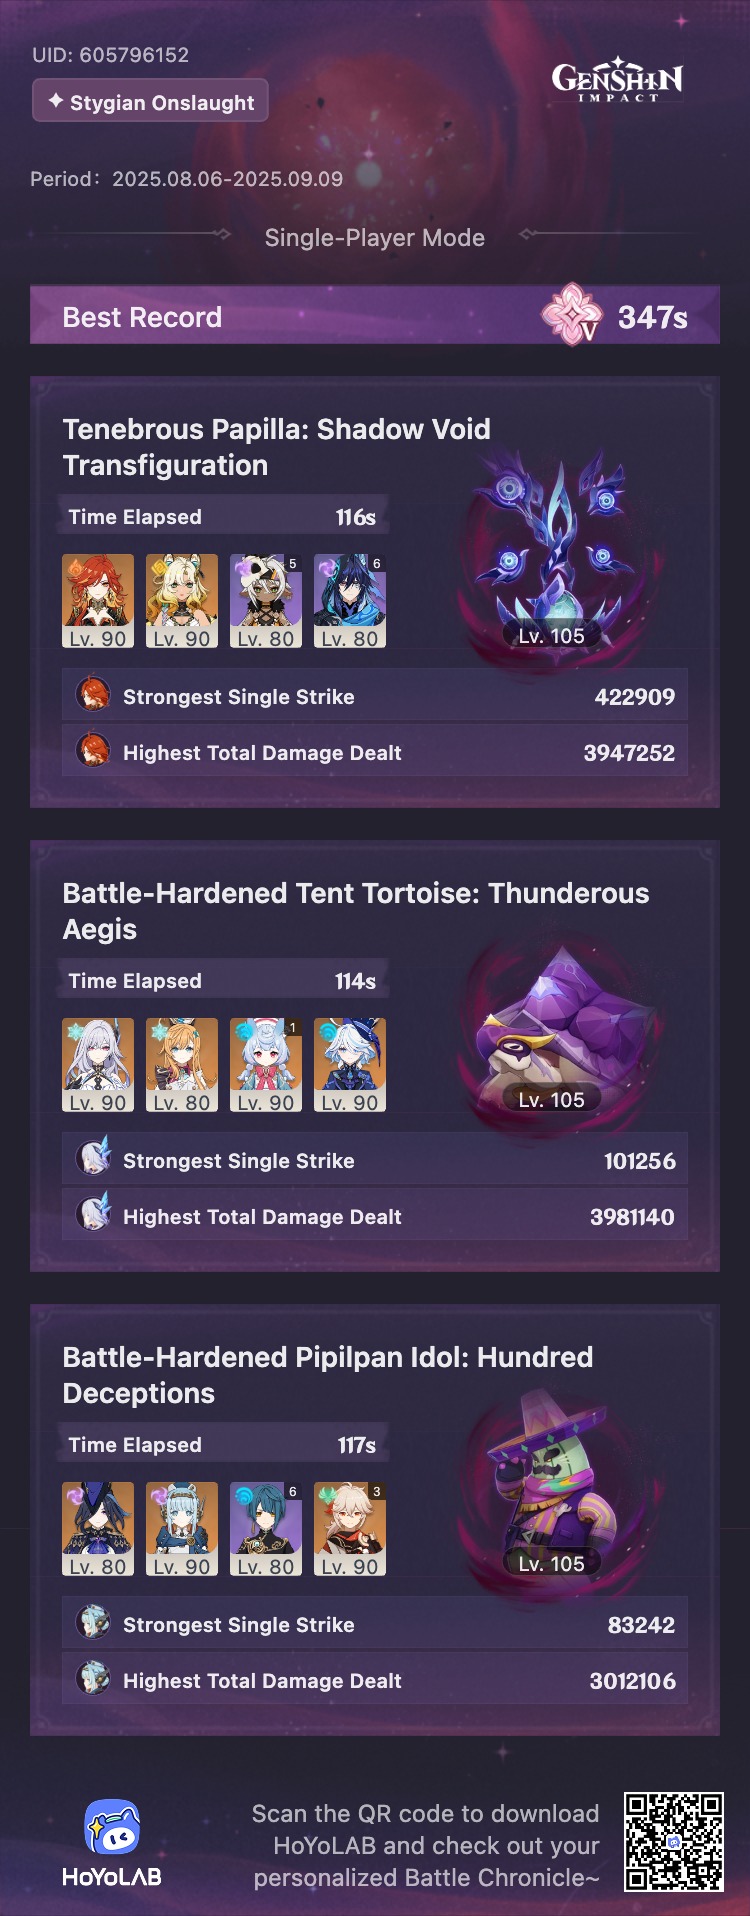 UID: 605796152
GENSHIN
IMPACT
Stygian Onslaught
Period: 2025.08.06-2025.09.09
Single-Player Mode
Best Record V 347s
Tenebrous Papilla: Shadow Void
Transfiguration
Time Elapsed 116s
5 6
Lv. 90 Lv. 90 Lv. 80 Lv. 80
Lv. 105
Strongest Single Strike 422909
Highest Total Damage Dealt 3947252
Battle-Hardened Tent Tortoise: Thunderous
Aegis
Time Elapsed 114s
1
Lv. 90 Lv. 80 Lv. 90 Lv. 90
Lv. 105
Strongest Single Strike 101256
Highest Total Damage Dealt 3981140
Battle-Hardened Pipilpan Idol: Hundred
Deceptions
Time Elapsed 117s
6 3
Lv. 80 Lv. 90 Lv. 80 Lv. 90
Lv. 105
Strongest Single Strike 83242
Highest Total Damage Dealt 3012106
HoYoLAB
Scan the QR code to download
HoYoLAB and check out your
personalized Battle Chronicle~